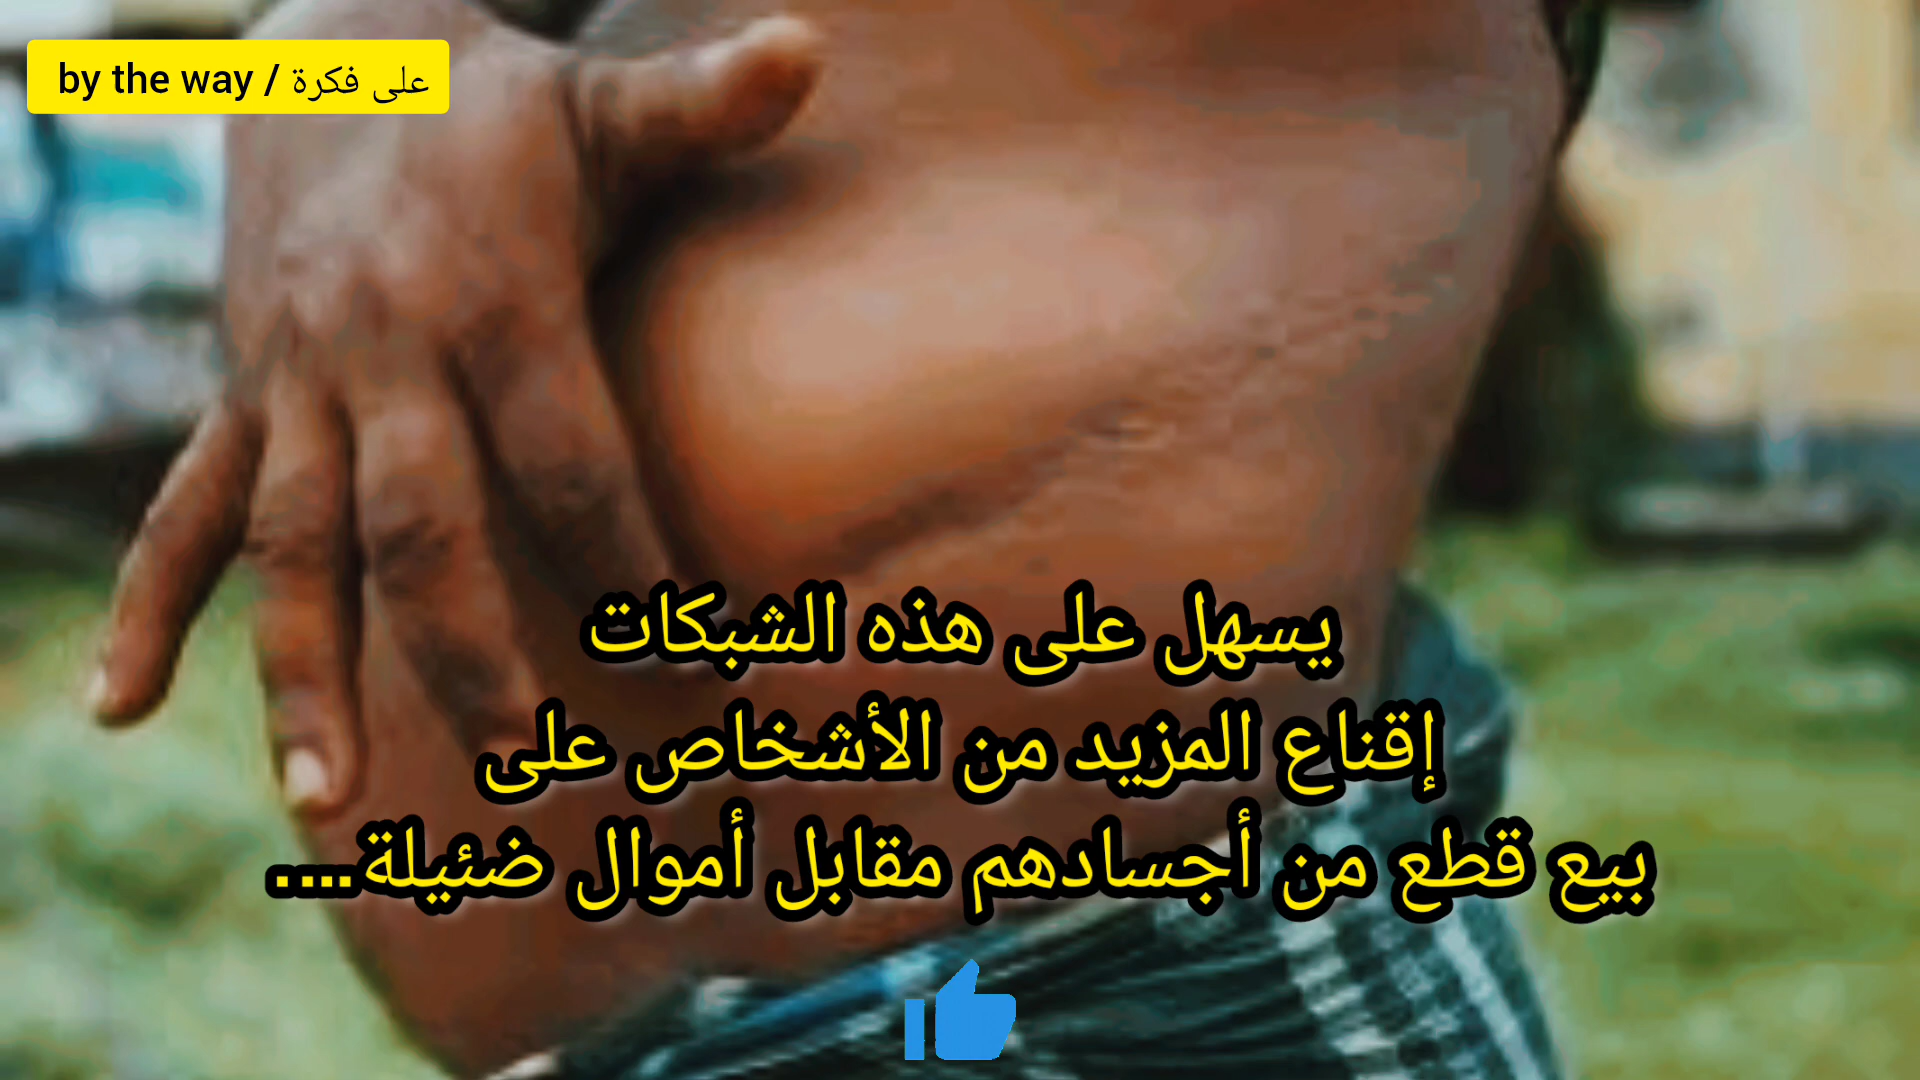 by the way / على فكرة
يسهل على هذه الشبكات
إقناع المزيد من الأشخاص على
بيع قطع من أجسادهم مقابل أموال ضئيلة....